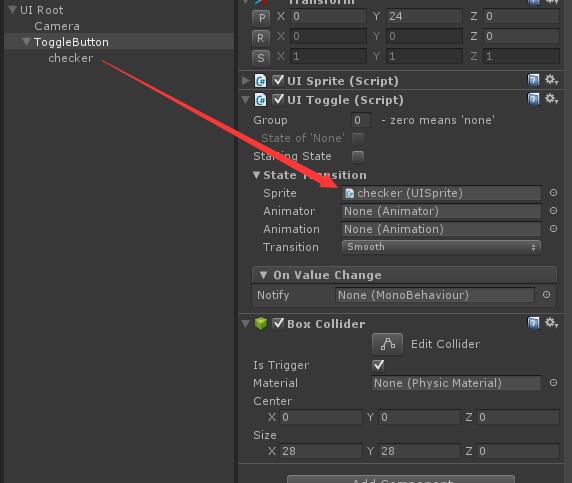 UI Root
Camera
ToggleButton
checker
Transform
P X 0 Y 24 Z 0
R X 0 Y 0 Z 0
S X 1 Y 1 Z 1
UI Sprite (Script)
UI Toggle (Script)
Group 0 - zero means 'none'
State of 'None'
Starting State
State Transition
Sprite checker (UISprite)
Animator None (Animator)
Animation None (Animation)
Transition Smooth
On Value Change
Notify None (MonoBehaviour)
Box Collider
Edit Collider
Is Trigger
Material None (Physic Material)
Center
X 0 Y 0 Z 0
Size
X 28 Y 28 Z 0
Add Component